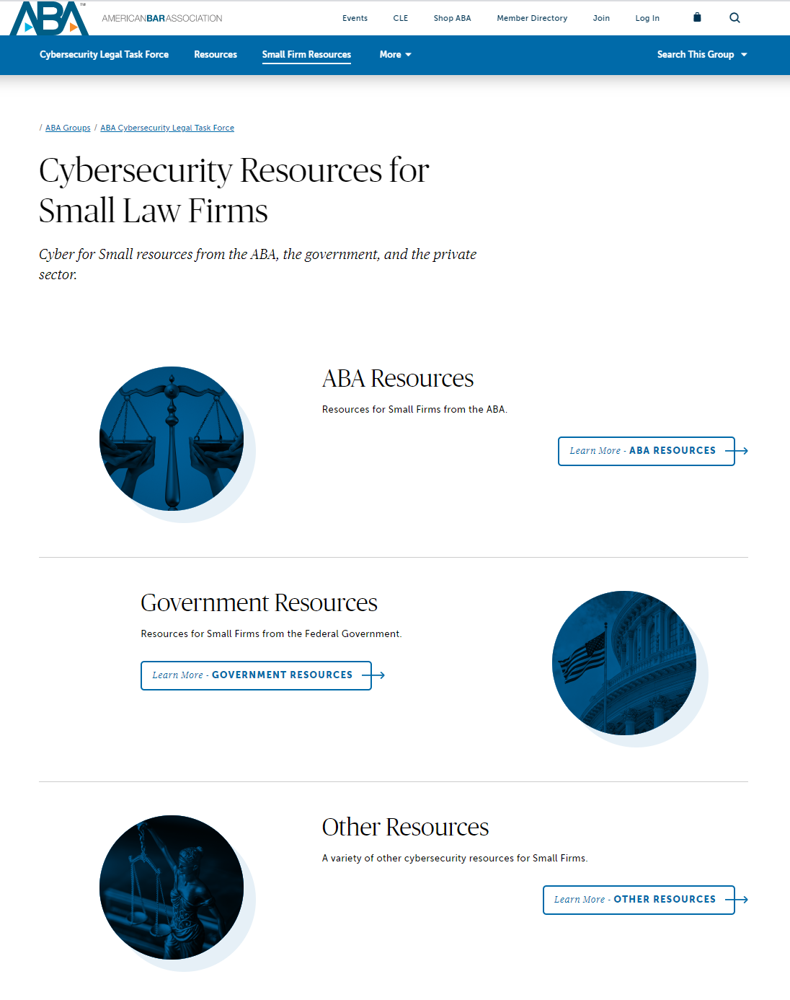 ABA™ AMERICANBARASSOCIATION Events CLE Shop ABA Member Directory Join Log In
Cybersecurity Legal Task Force Resources Small Firm Resources More Search This Group
/ ABA Groups / ABA Cybersecurity Legal Task Force
Cybersecurity Resources for
Small Law Firms
Cyber for Small resources from the ABA, the government, and the private
sector.
ABA Resources
Resources for Small Firms from the ABA.
Learn More - ABA RESOURCES
Government Resources
Resources for Small Firms from the Federal Government.
Learn More - GOVERNMENT RESOURCES
Other Resources
A variety of other cybersecurity resources for Small Firms.
Learn More - OTHER RESOURCES